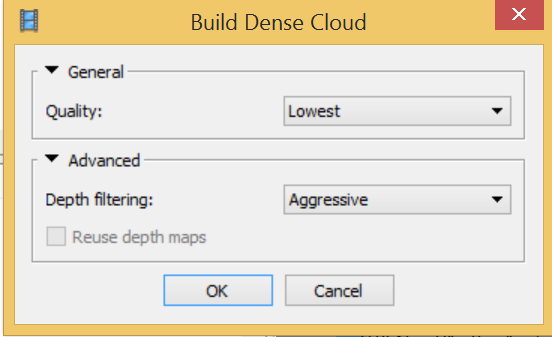 Build Dense Cloud
General
Quality: Lowest
Advanced
Depth filtering: Aggressive
Reuse depth maps
OK Cancel